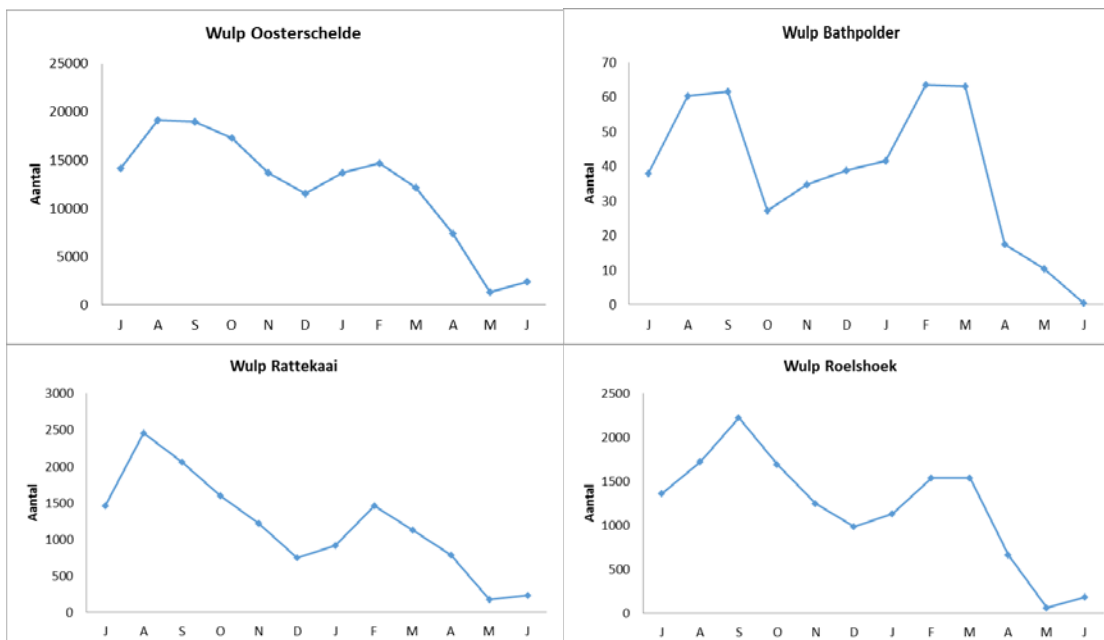 Wulp Oosterschelde
25000
20000
15000
10000
5000
0
Aantal
J A S O N D J F M A M J
Wulp Bathpolder
70
60
50
40
30
20
10
0
Aantal
J A S O N D J F M A M J
Wulp Rattekaai
3000
2500
2000
1500
1000
500
0
Aantal
J A S O N D J F M A M J
Wulp Roelshoek
2500
2000
1500
1000
500
0
Aantal
J A S O N D J F M A M J